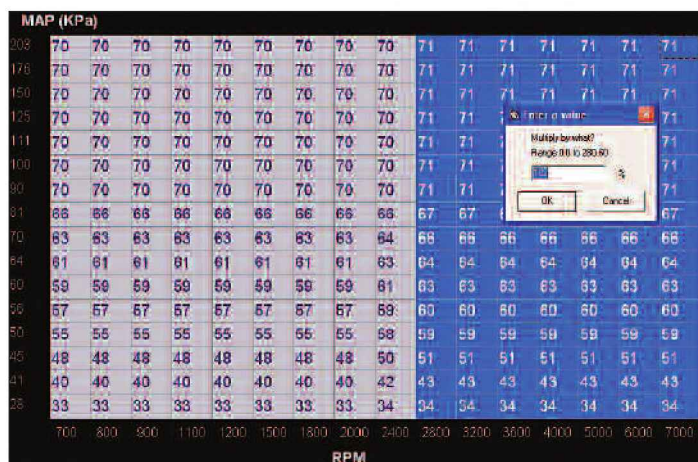 MAP (KPa)
203 70 70 70 70 70 70 70 70 70 71 71 71 71 71 71 71
176 70 70 70 70 70 70 70 70 70 71 71 71 71 71 71 71
150 70 70 70 70 70 70 70 70 70 71 71 71 71 71 71 71
125 70 70 70 70 70 70 70 70 70 71 71 71
Enter a value
111 70 70 70 70 70 70 70 70 70 71 71 71
Multiply by what?
100 70 70 70 70 70 70 70 70 70 71 71 71
Range 0.0 to 280.60
90 70 70 70 70 70 70 70 70 70 71 71 71
OK Cancel
81 66 66 66 66 66 66 66 66 66 67 67 67
70 63 63 63 63 63 63 63 63 64 66 66 66 66 66 66 66
64 61 61 61 61 61 61 61 61 63 64 64 64 64 64 64 64
60 59 59 59 59 59 59 59 59 61 63 63 63 63 63 63 63
56 57 57 57 57 57 57 57 57 59 60 60 60 60 60 60 60
50 55 55 55 55 55 55 55 55 58 59 59 59 59 59 59 59
45 48 48 48 48 48 48 48 48 50 51 51 51 51 51 51 51
41 40 40 40 40 40 40 40 40 42 43 43 43 43 43 43 43
28 33 33 33 33 33 33 33 33 34 34 34 34 34 34 34 34
700 800 900 1100 1200 1500 1800 2000 2400 2800 3200 3600 4000 5000 6000 7000
RPM